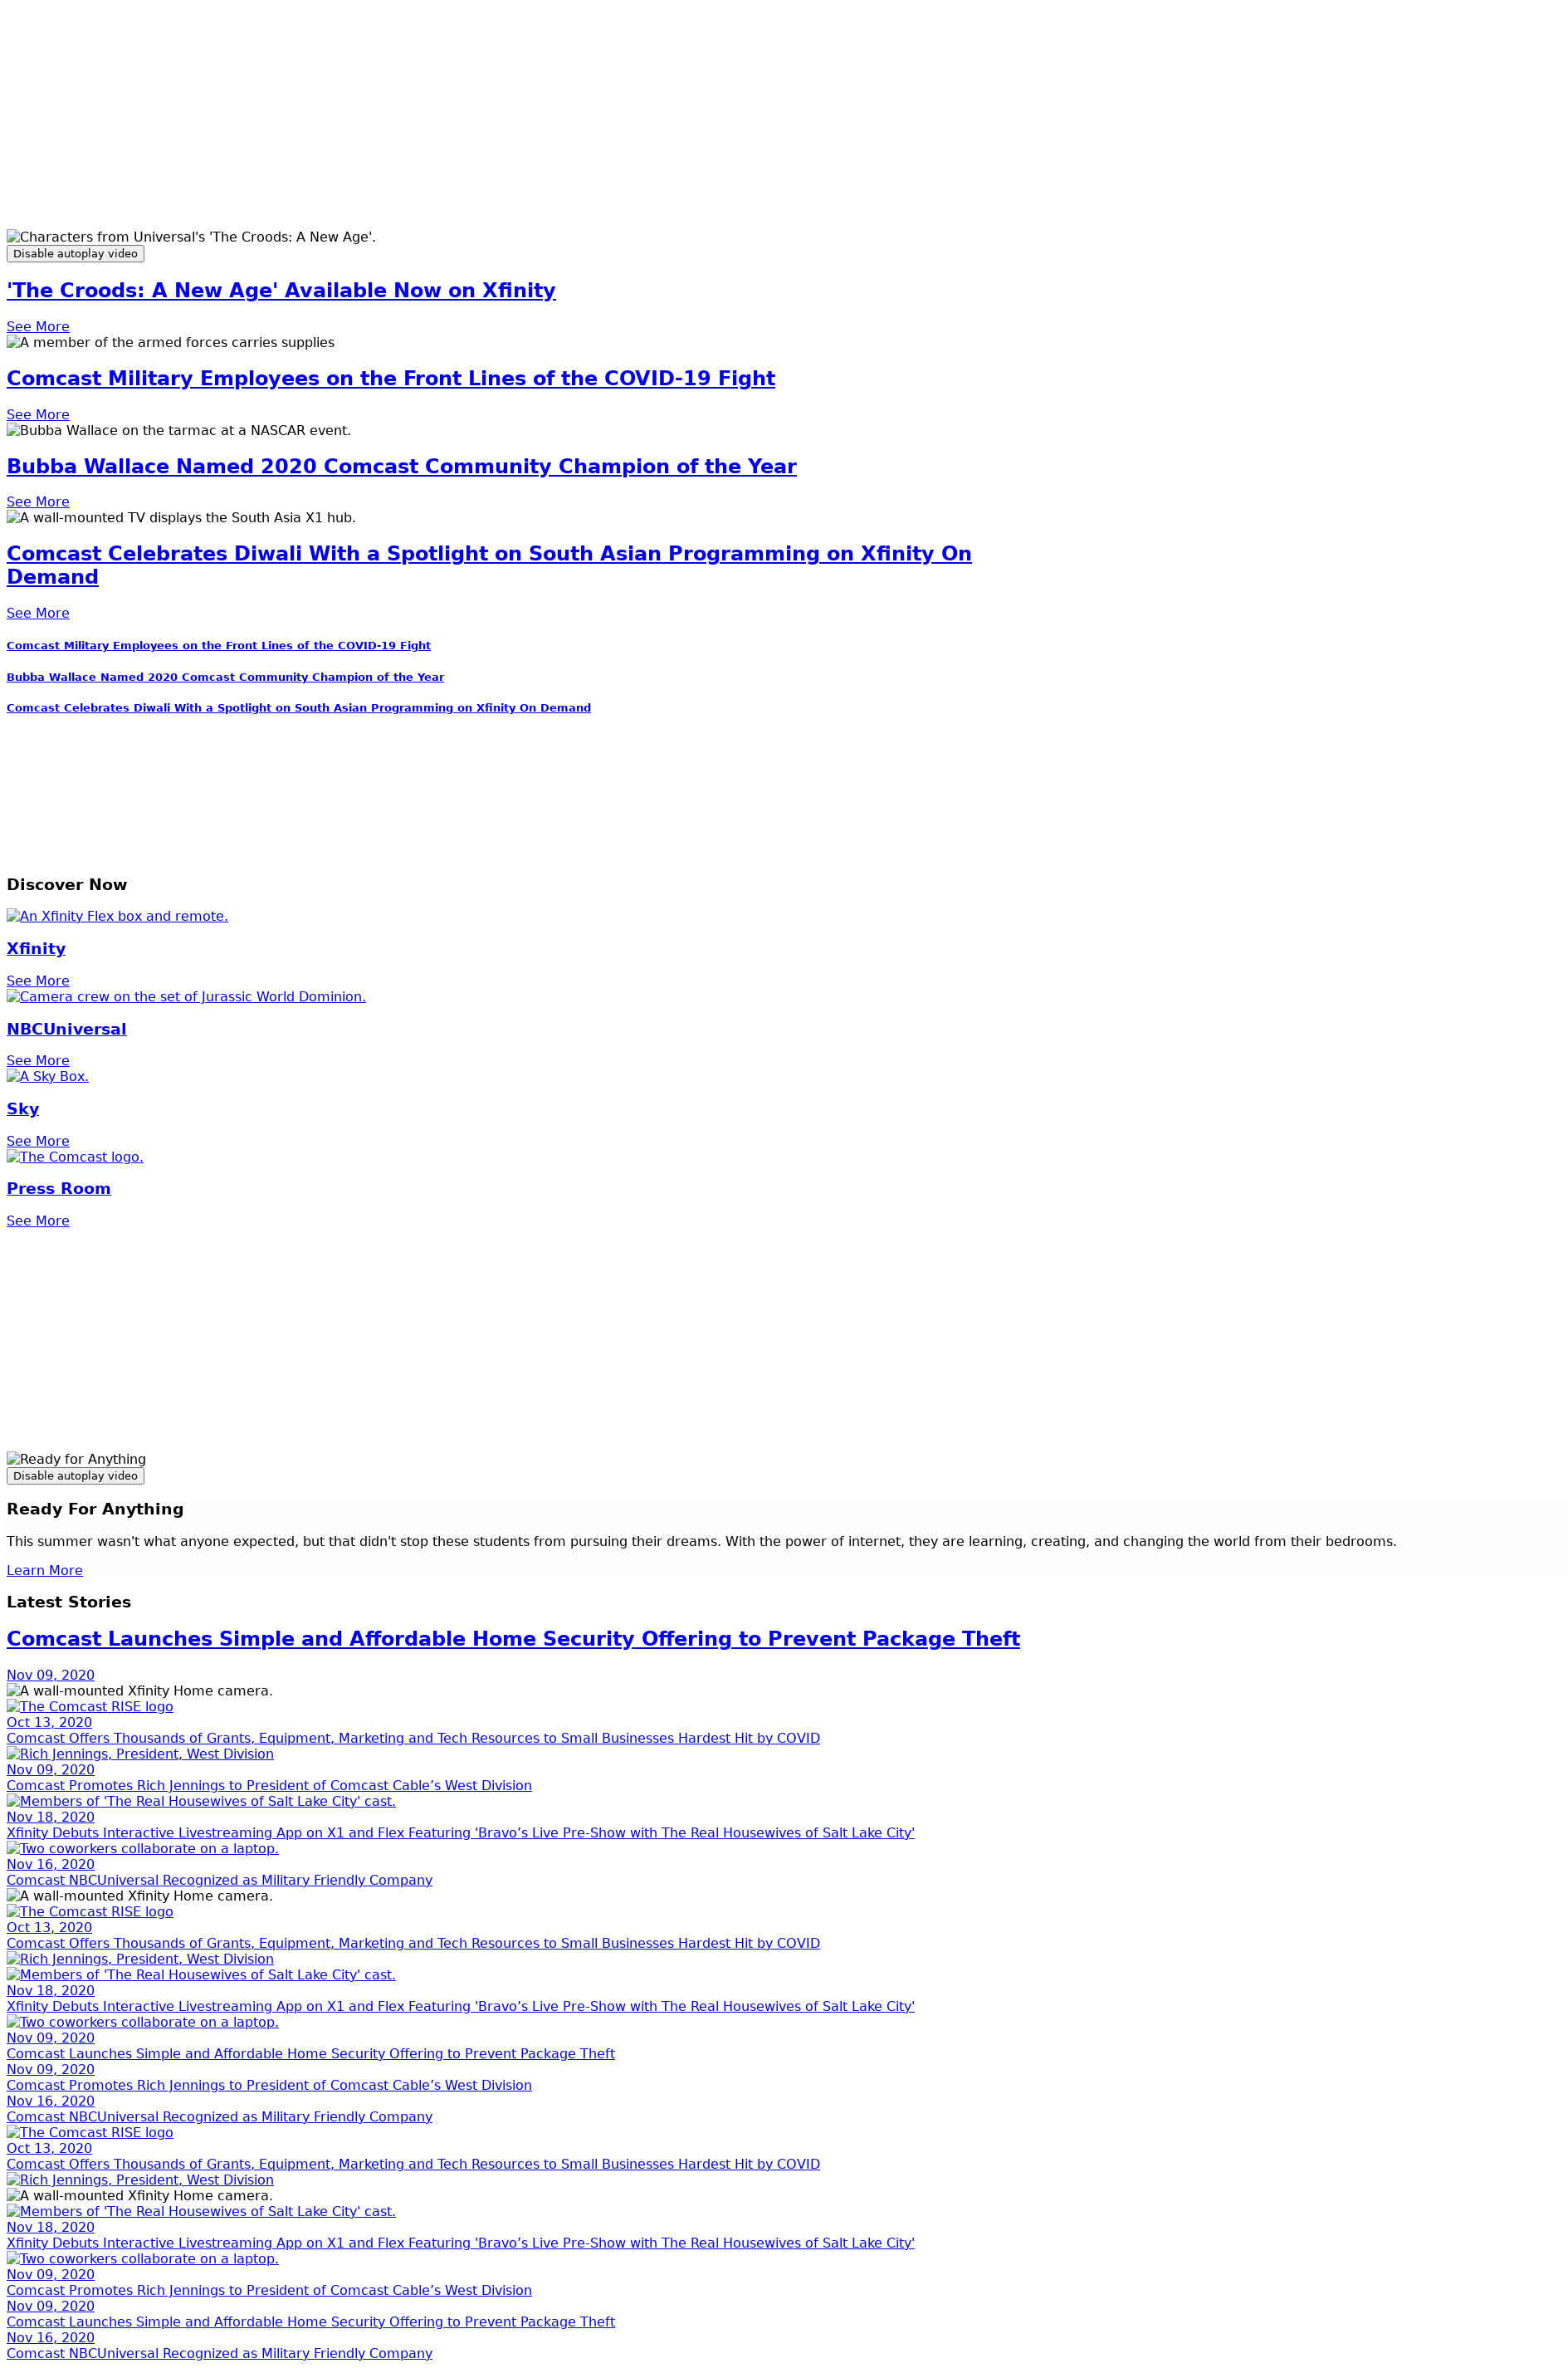 Characters from Universal's 'The Croods: A New Age'.
Disable autoplay video
'The Croods: A New Age' Available Now on Xfinity
See More
A member of the armed forces carries supplies
Comcast Military Employees on the Front Lines of the COVID-19 Fight
See More
Bubba Wallace on the tarmac at a NASCAR event.
Bubba Wallace Named 2020 Comcast Community Champion of the Year
See More
A wall-mounted TV displays the South Asia X1 hub.
Comcast Celebrates Diwali With a Spotlight on South Asian Programming on Xfinity On
Demand
See More
Comcast Military Employees on the Front Lines of the COVID-19 Fight
Bubba Wallace Named 2020 Comcast Community Champion of the Year
Comcast Celebrates Diwali With a Spotlight on South Asian Programming on Xfinity On Demand
Discover Now
An Xfinity Flex box and remote.
Xfinity
See More
Camera crew on the set of Jurassic World Dominion.
NBCUniversal
See More
A Sky Box.
Sky
See More
The Comcast logo.
Press Room
See More
Ready for Anything
Disable autoplay video
Ready For Anything
This summer wasn't what anyone expected, but that didn't stop these students from pursuing their dreams. With the power of internet, they are learning, creating, and changing the world from their bedrooms.
Learn More
Latest Stories
Comcast Launches Simple and Affordable Home Security Offering to Prevent Package Theft
Nov 09, 2020
A wall-mounted Xfinity Home camera.
The Comcast RISE logo
Oct 13, 2020
Comcast Offers Thousands of Grants, Equipment, Marketing and Tech Resources to Small Businesses Hardest Hit by COVID
Rich Jennings, President, West Division
Nov 09, 2020
Comcast Promotes Rich Jennings to President of Comcast Cable’s West Division
Members of 'The Real Housewives of Salt Lake City' cast.
Nov 18, 2020
Xfinity Debuts Interactive Livestreaming App on X1 and Flex Featuring 'Bravo’s Live Pre-Show with The Real Housewives of Salt Lake City'
Two coworkers collaborate on a laptop.
Nov 16, 2020
Comcast NBCUniversal Recognized as Military Friendly Company
A wall-mounted Xfinity Home camera.
The Comcast RISE logo
Oct 13, 2020
Comcast Offers Thousands of Grants, Equipment, Marketing and Tech Resources to Small Businesses Hardest Hit by COVID
Rich Jennings, President, West Division
Members of 'The Real Housewives of Salt Lake City' cast.
Nov 18, 2020
Xfinity Debuts Interactive Livestreaming App on X1 and Flex Featuring 'Bravo’s Live Pre-Show with The Real Housewives of Salt Lake City'
Two coworkers collaborate on a laptop.
Nov 09, 2020
Comcast Launches Simple and Affordable Home Security Offering to Prevent Package Theft
Nov 09, 2020
Comcast Promotes Rich Jennings to President of Comcast Cable’s West Division
Nov 16, 2020
Comcast NBCUniversal Recognized as Military Friendly Company
The Comcast RISE logo
Oct 13, 2020
Comcast Offers Thousands of Grants, Equipment, Marketing and Tech Resources to Small Businesses Hardest Hit by COVID
Rich Jennings, President, West Division
A wall-mounted Xfinity Home camera.
Members of 'The Real Housewives of Salt Lake City' cast.
Nov 18, 2020
Xfinity Debuts Interactive Livestreaming App on X1 and Flex Featuring 'Bravo’s Live Pre-Show with The Real Housewives of Salt Lake City'
Two coworkers collaborate on a laptop.
Nov 09, 2020
Comcast Promotes Rich Jennings to President of Comcast Cable’s West Division
Nov 09, 2020
Comcast Launches Simple and Affordable Home Security Offering to Prevent Package Theft
Nov 16, 2020
Comcast NBCUniversal Recognized as Military Friendly Company